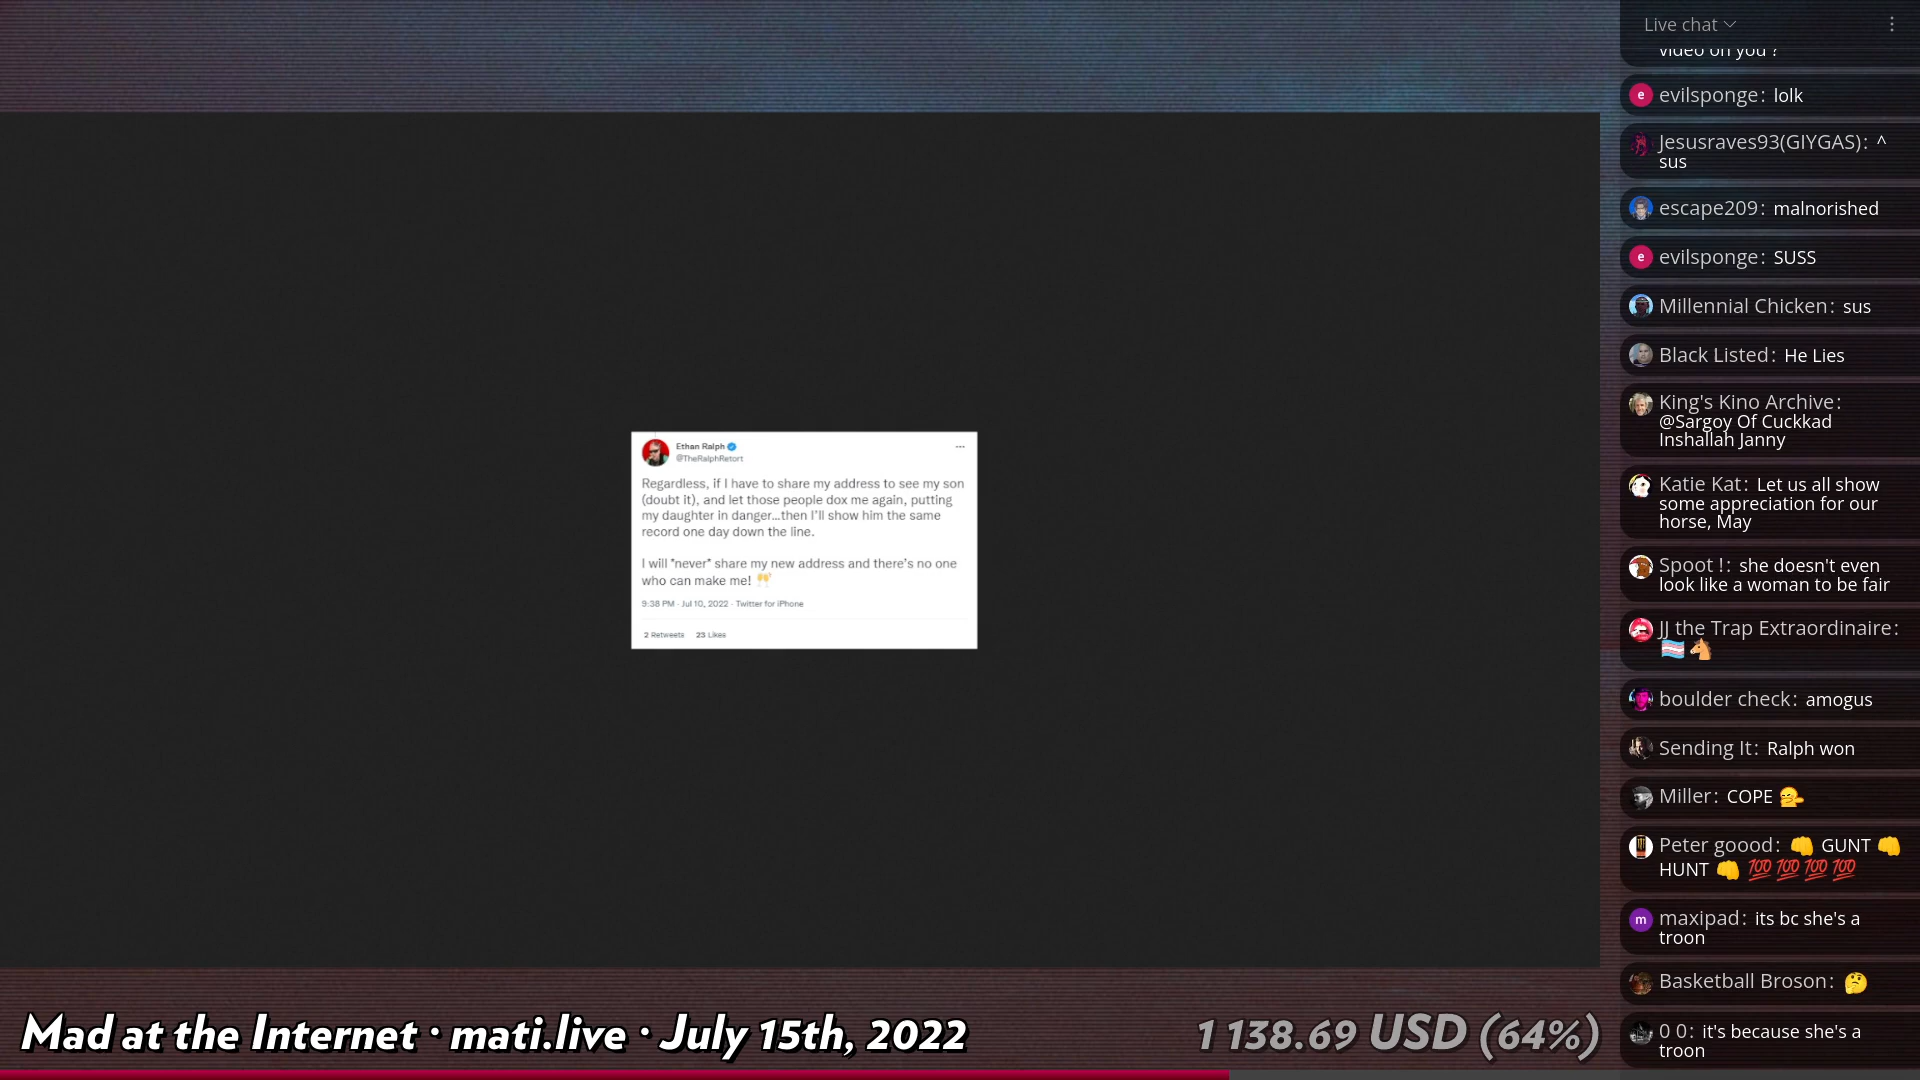 Ethan Ralph
@TheRalphRetort
Regardless, if I have to share my address to see my son
(doubt it), and let those people dox me again, putting
my daughter in danger...then I'll show him the same
record one day down the line.
I will *never* share my new address and there's no one
who can make me! 🥂
9:38 PM · Jul 10, 2022 · Twitter for iPhone
2 Retweets 23 Likes
Mad at the Internet · mati.live · July 15th, 2022
1 138.69 USD (64%)
Live chat
video on you ?
evilsponge: lolk
Jesusraves93(GIYGAS): ^
sus
escape209: malnorished
evilsponge: SUSS
Millennial Chicken: sus
Black Listed: He Lies
King's Kino Archive:
@Sargoy Of Cuckkad
Inshallah Janny
Katie Kat: Let us all show
some appreciation for our
horse, May
Spoot !: she doesn't even
look like a woman to be fair
JJ the Trap Extraordinaire:
🏳️‍⚧️🐴
boulder check: amogus
Sending It: Ralph won
Miller: COPE 🤧
Peter goood: 👊 GUNT 👊
HUNT 👊 💯💯💯💯
maxipad: its bc she's a
troon
Basketball Broson: 🤔
0 0: it's because she's a
troon